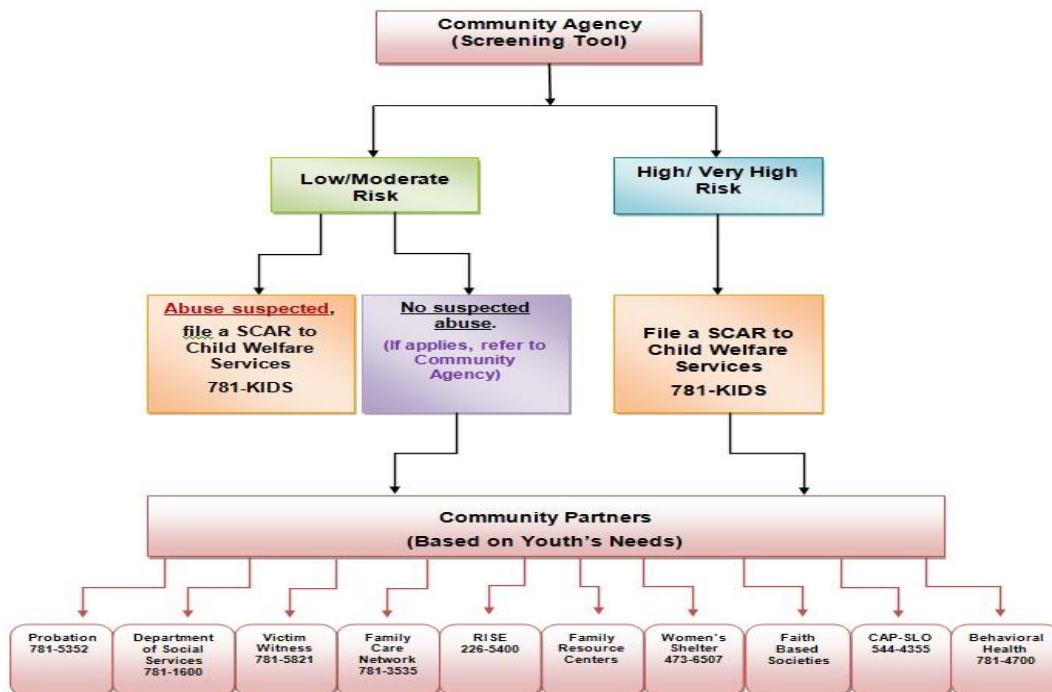 Community Agency
(Screening Tool)
Low/Moderate
Risk
High/ Very High
Risk
Abuse suspected,
file a SCAR to
Child Welfare
Services
781-KIDS
No suspected
abuse.
(If applies, refer to
Community
Agency)
File a SCAR to
Child Welfare
Services
781-KIDS
Community Partners
(Based on Youth's Needs)
Probation
781-5352
Department
of Social
Services
781-1600
Victim
Witness
781-5821
Family
Care
Network
781-3535
RISE
226-5400
Family
Resource
Centers
Women's
Shelter
473-6507
Faith
Based
Societies
CAP-SLO
544-4355
Behavioral
Health
781-4700